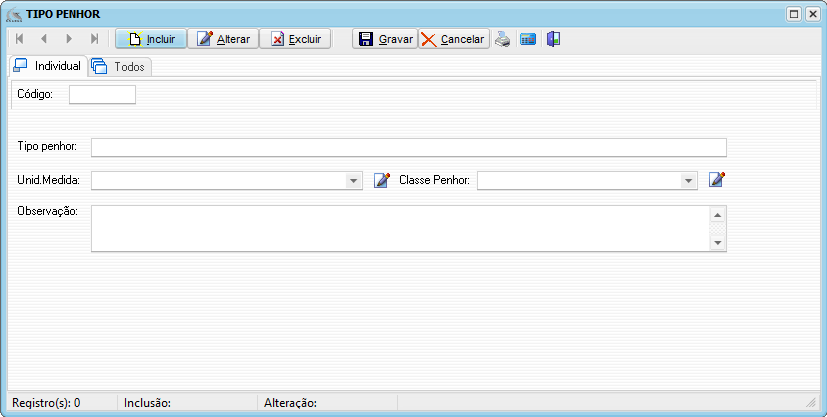 TIPO PENHOR
Incluir Alterar Excluir Gravar Cancelar
Individual Todos
Código:
Tipo penhor:
Unid.Medida: Classe Penhor:
Observação:
Registro(s): 0 Inclusão: Alteração: